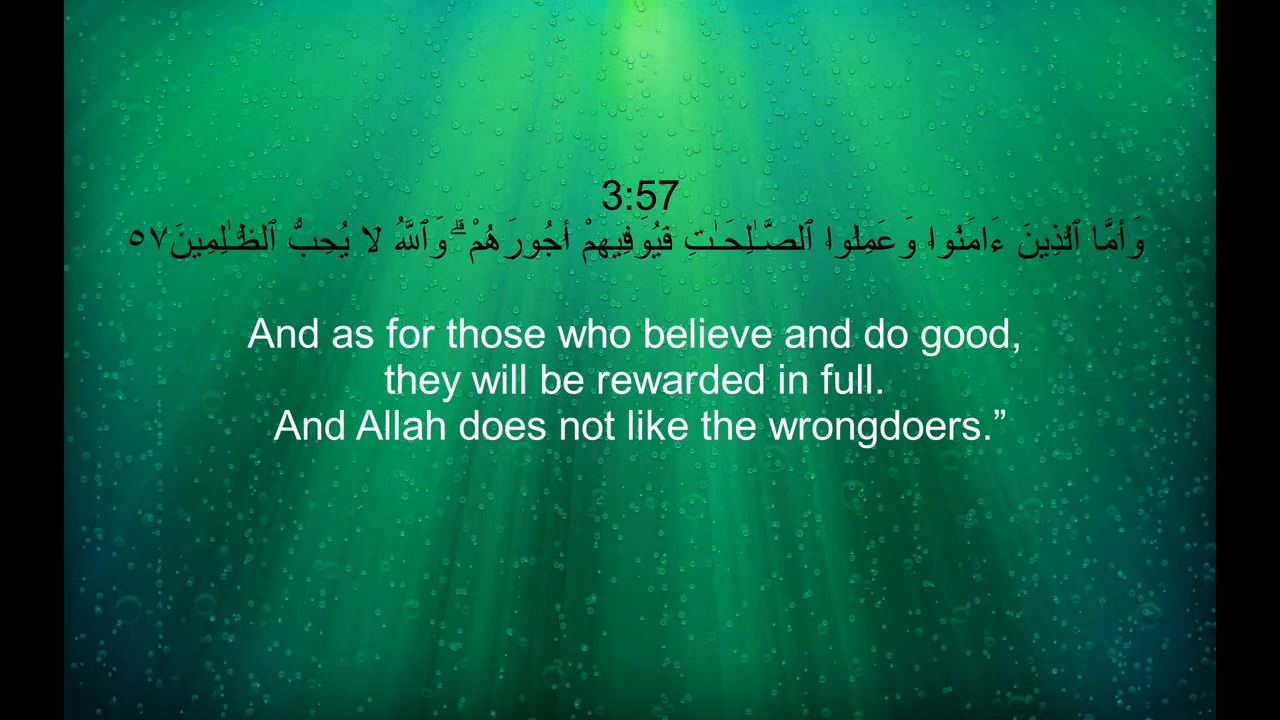 3:57
وَأَمَّا ٱلَّذِينَ ءَامَنُوا۟ وَعَمِلُوا۟ ٱلصَّـٰلِحَـٰتِ فَيُوَفِّيهِمْ أُجُورَهُمْ ۗ وَٱللَّهُ لَا يُحِبُّ ٱلظَّـٰلِمِينَ٥٧
And as for those who believe and do good,
they will be rewarded in full.
And Allah does not like the wrongdoers.”